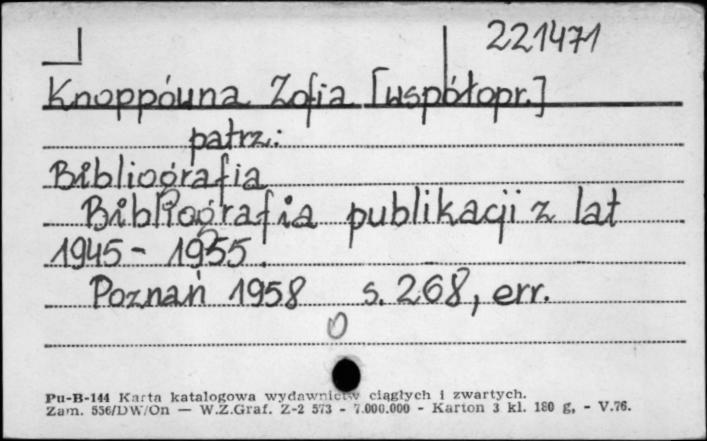 221471
Knoppówna Zofia [współopr.]
patrz:
Bibliografia
Bibliografia publikacji z lat
1945 - 1955.
Poznań 1958 s. 268, err.
Pu-B-144 Karta katalogowa wydawnictw ciągłych i zwartych.
Zam. 556/DW/On — W.Z.Graf. Z-2 573 - 7.000.000 - Karton 3 kl. 180 g, - V.76.